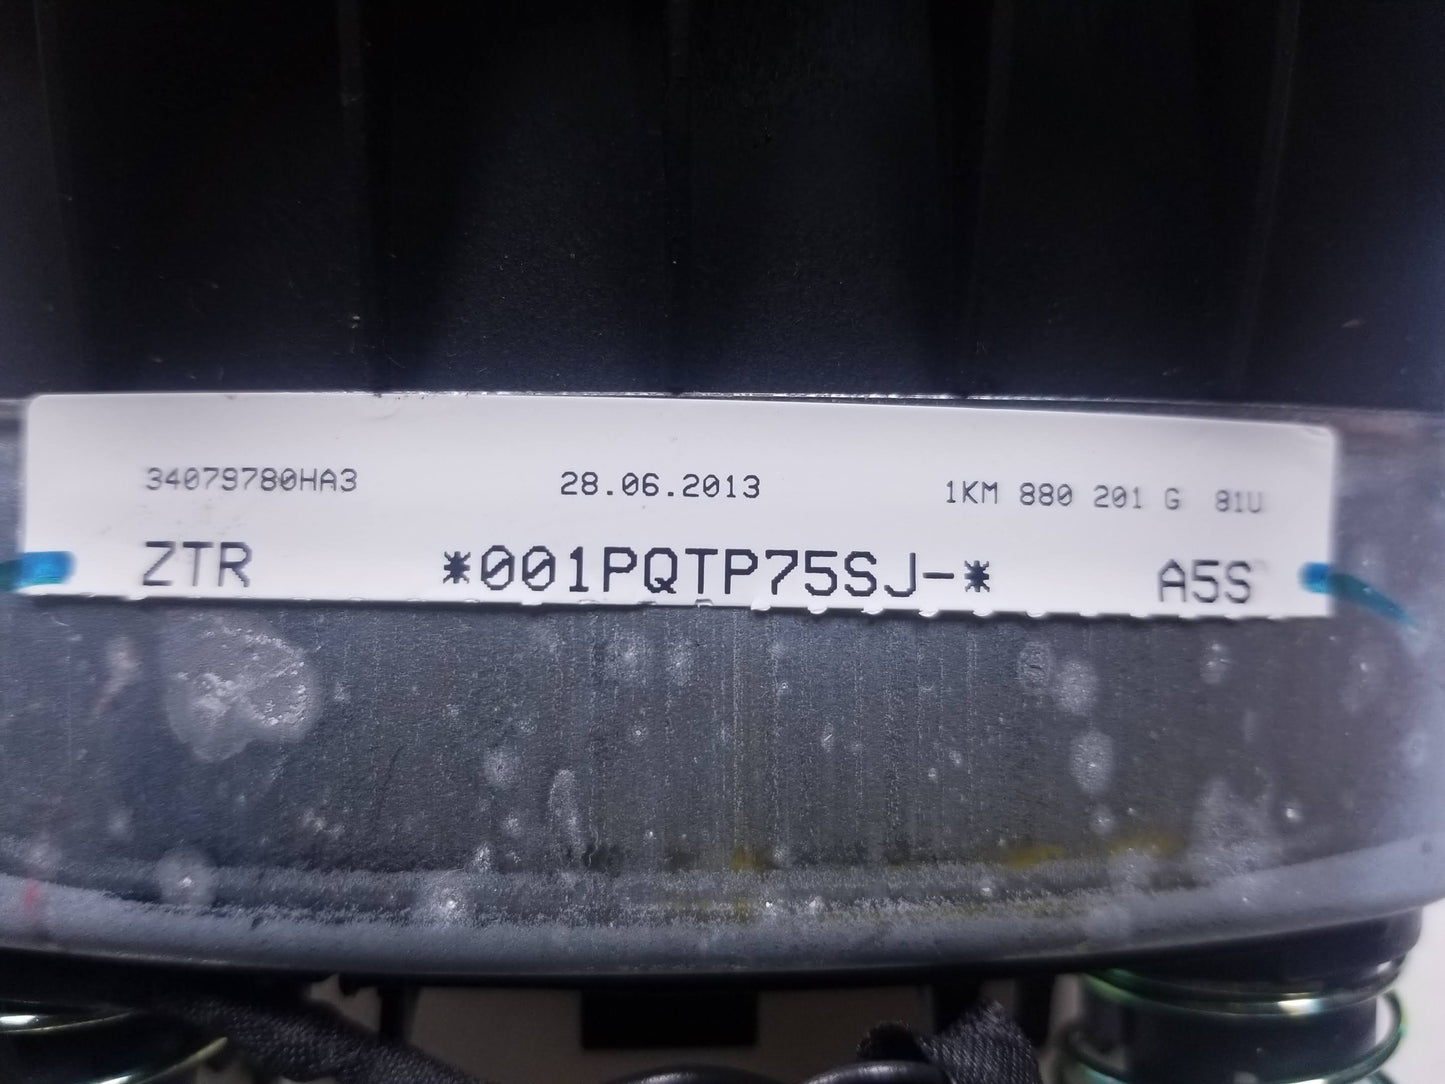 34079780HA3 28.06.2013 1KM 880 201 G 81U
ZTR *001PQTP75SJ-* A5S